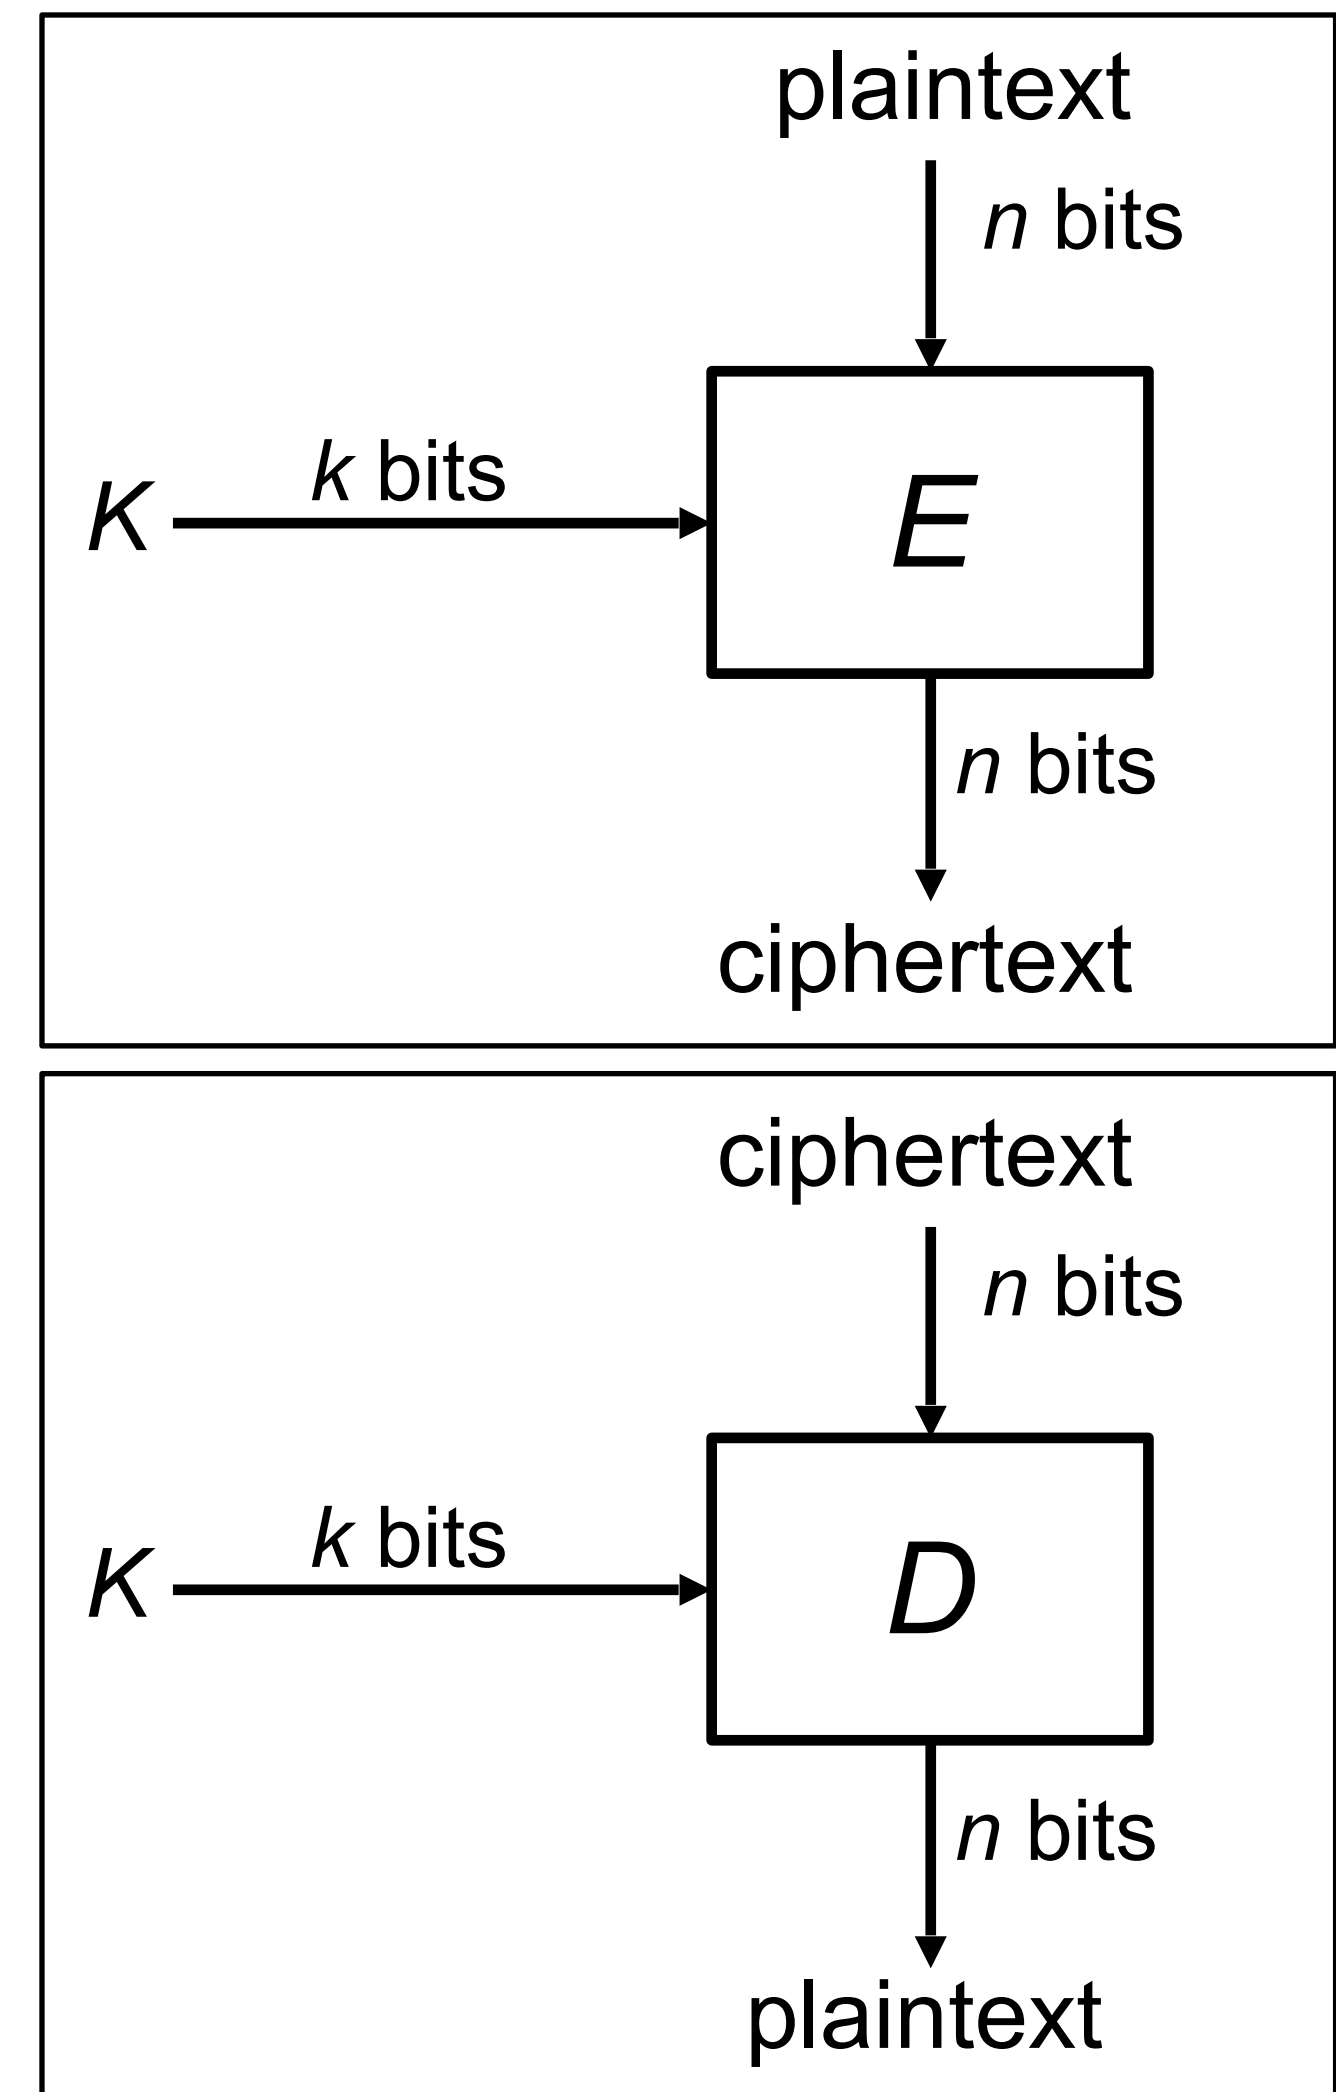 plaintext
n bits
k bits
K
E
n bits
ciphertext
ciphertext
n bits
k bits
K
D
n bits
plaintext